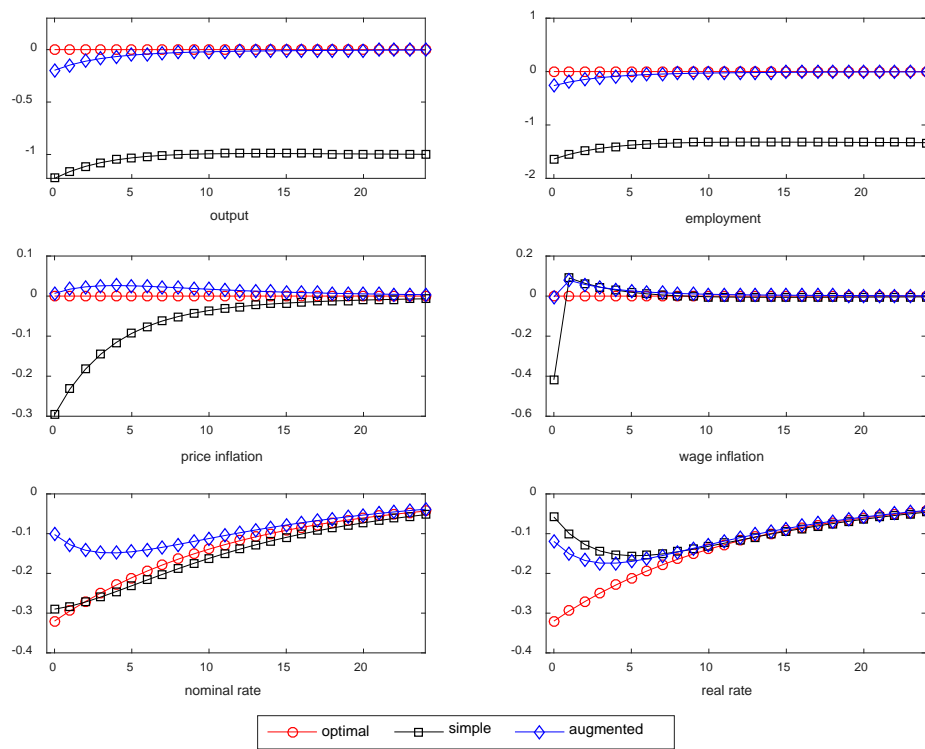 0
-0.5
-1
0 5 10 15 20
output
1
0
-1
-2
0 5 10 15 20
employment
0.1
0
-0.1
-0.2
-0.3
0 5 10 15 20
price inflation
0.2
0
-0.2
-0.4
-0.6
0 5 10 15 20
wage inflation
0
-0.1
-0.2
-0.3
-0.4
0 5 10 15 20
nominal rate
0
-0.1
-0.2
-0.3
-0.4
0 5 10 15 20
real rate
optimal simple augmented